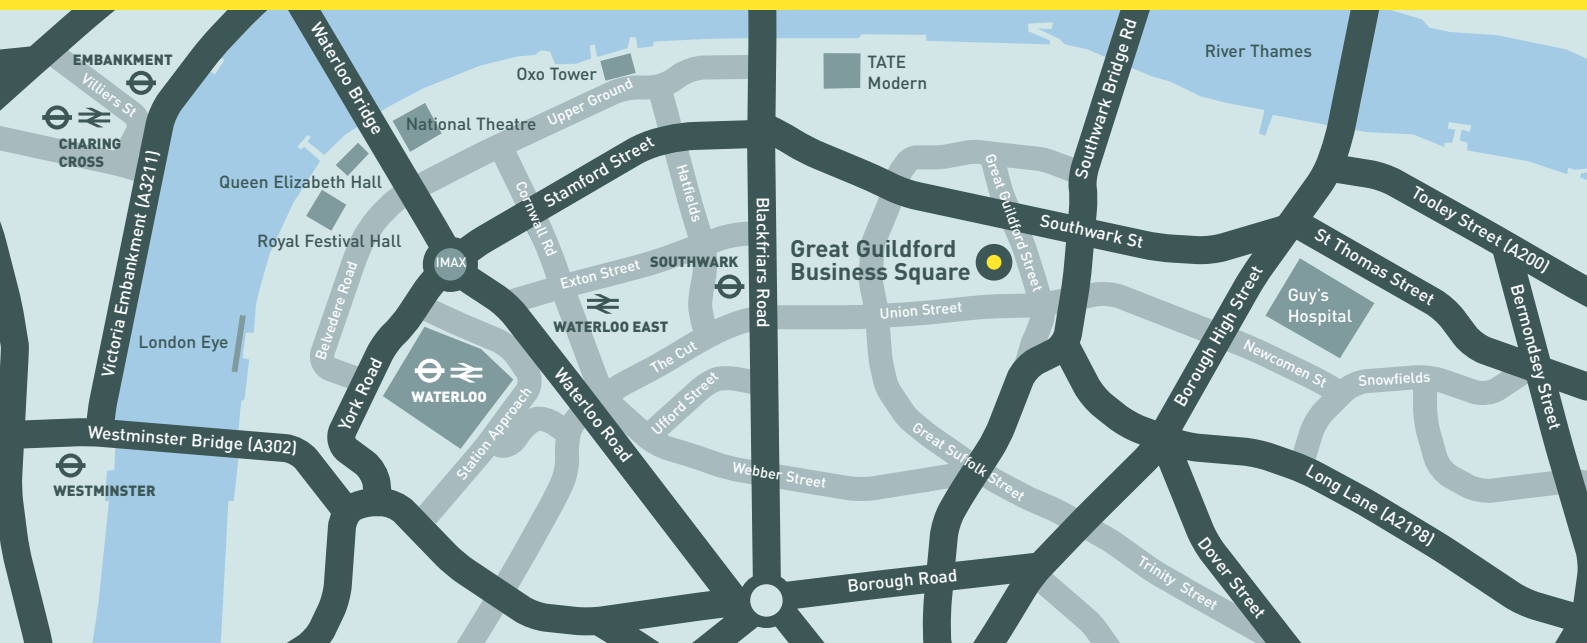 EMBANKMENT
Villiers St
CHARING
CROSS
Victoria Embankment (A3211)
Waterloo Bridge
Oxo Tower
Upper Ground
National Theatre
Queen Elizabeth Hall
Royal Festival Hall
Belvedere Road
London Eye
IMAX
Stamford Street
Cornwall Rd
Hatfields
Exton Street
SOUTHWARK
WATERLOO EAST
The Cut
Ufford Street
Blackfriars Road
TATE
Modern
Great Guildford
Business Square
Great Guildford Street
Southwark Bridge Rd
Southwark St
Union Street
River Thames
Tooley Street (A200)
St Thomas Street
Guy's
Hospital
Borough High Street
Bermondsey Street
Newcomen St
Snowfields
York Road
WATERLOO
Station Approach
Waterloo Road
Westminster Bridge (A302)
WESTMINSTER
Webber Street
Great Suffolk Street
Long Lane (A2198)
Trinity Street
Dover Street
Borough Road